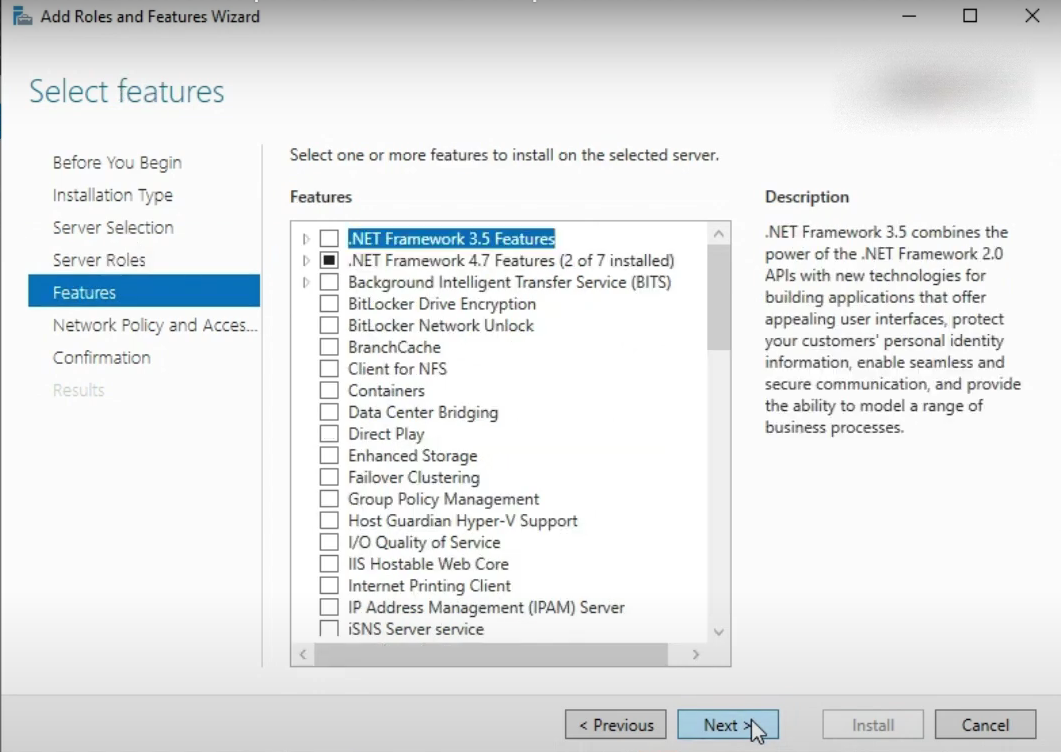 Add Roles and Features Wizard
Select features
Before You Begin
Installation Type
Server Selection
Server Roles
Features
Network Policy and Acces...
Confirmation
Results
Select one or more features to install on the selected server.
Features
.NET Framework 3.5 Features
.NET Framework 4.7 Features (2 of 7 installed)
Background Intelligent Transfer Service (BITS)
BitLocker Drive Encryption
BitLocker Network Unlock
BranchCache
Client for NFS
Containers
Data Center Bridging
Direct Play
Enhanced Storage
Failover Clustering
Group Policy Management
Host Guardian Hyper-V Support
I/O Quality of Service
IIS Hostable Web Core
Internet Printing Client
IP Address Management (IPAM) Server
iSNS Server service
Description
.NET Framework 3.5 combines the
power of the .NET Framework 2.0
APIs with new technologies for
building applications that offer
appealing user interfaces, protect
your customers' personal identity
information, enable seamless and
secure communication, and provide
the ability to model a range of
business processes.
< Previous
Next >
Install
Cancel